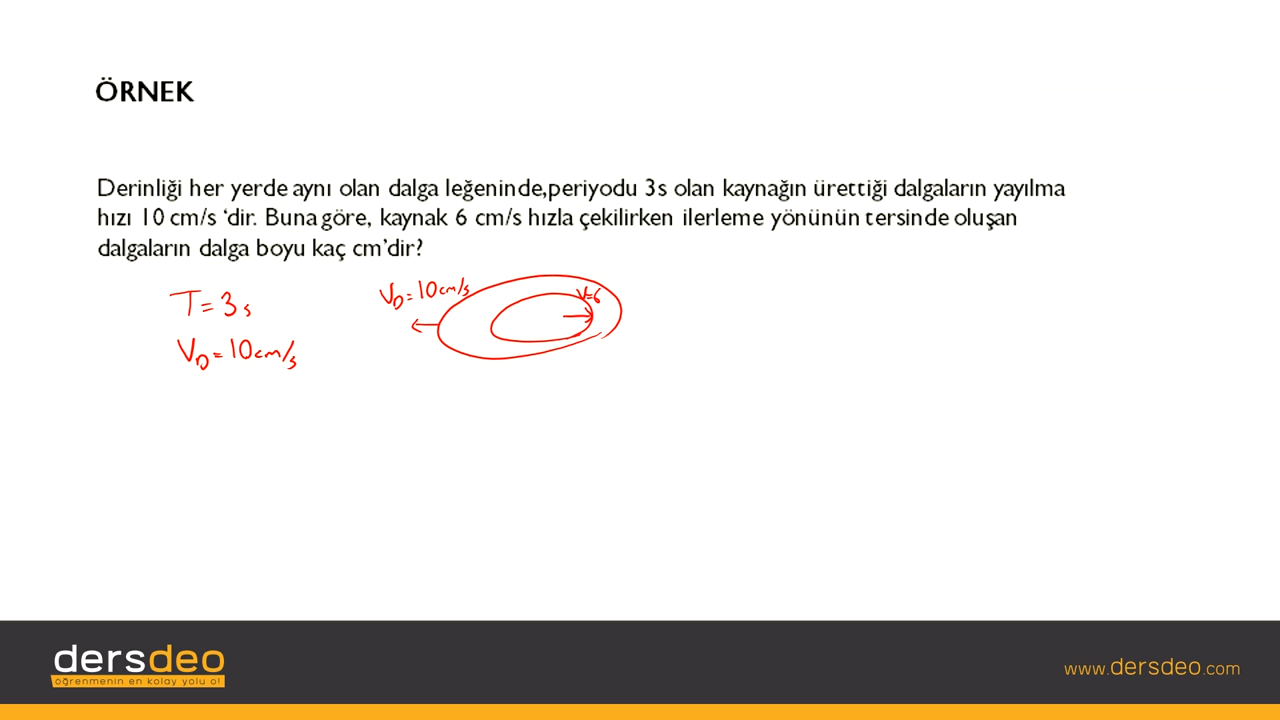 ÖRNEK
Derinliği her yerde aynı olan dalga leğeninde,periyodu 3s olan kaynağın ürettiği dalgaların yayılma
hızı 10 cm/s ‘dir. Buna göre, kaynak 6 cm/s hızla çekilirken ilerleme yönünün tersinde oluşan
dalgaların dalga boyu kaç cm’dir?
T = 3 s
V_D = 10 cm/s
V_D = 10 cm/s
V=6
dersdeo
öğrenmenin en kolay yolu o!
www.dersdeo.com